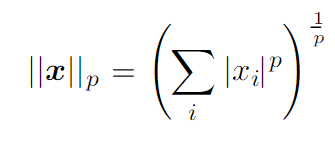 ||x||_p = (∑_i |x_i|^p)^{1/p}